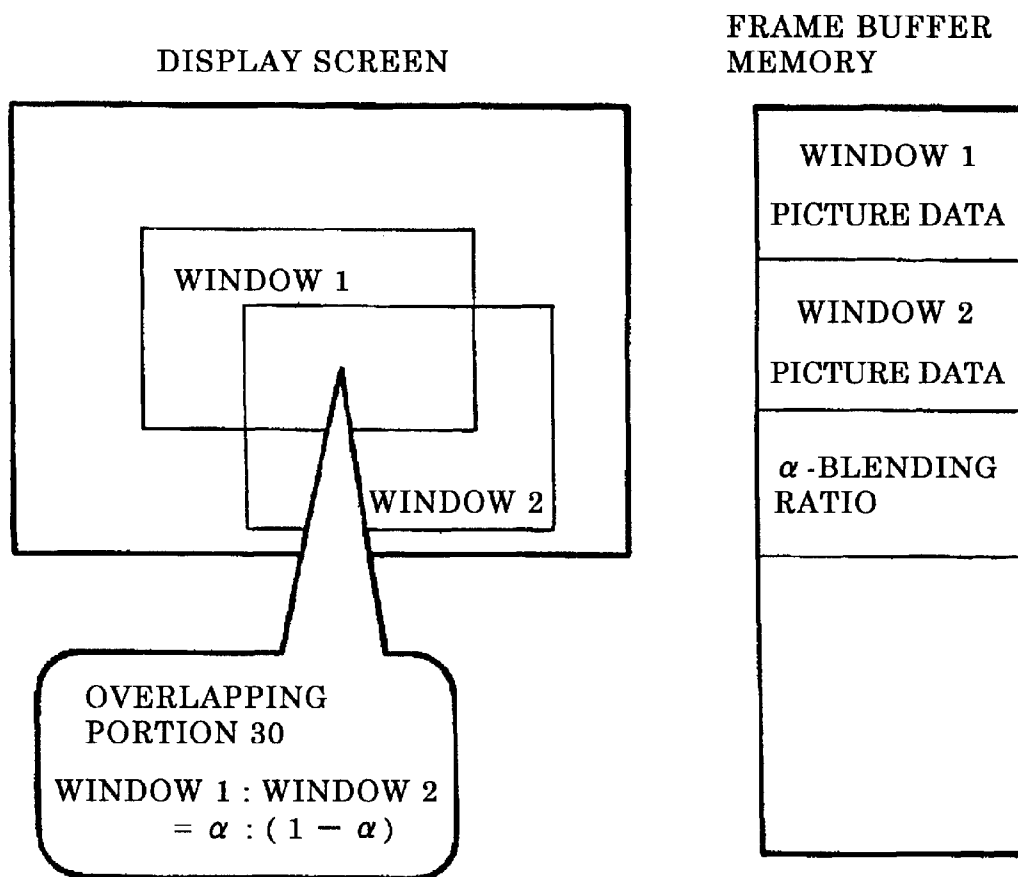 DISPLAY SCREEN
WINDOW 1
WINDOW 2
OVERLAPPING
PORTION 30
WINDOW 1 : WINDOW 2
= α : ( 1 − α )
FRAME BUFFER
MEMORY
WINDOW 1
PICTURE DATA
WINDOW 2
PICTURE DATA
α -BLENDING
RATIO